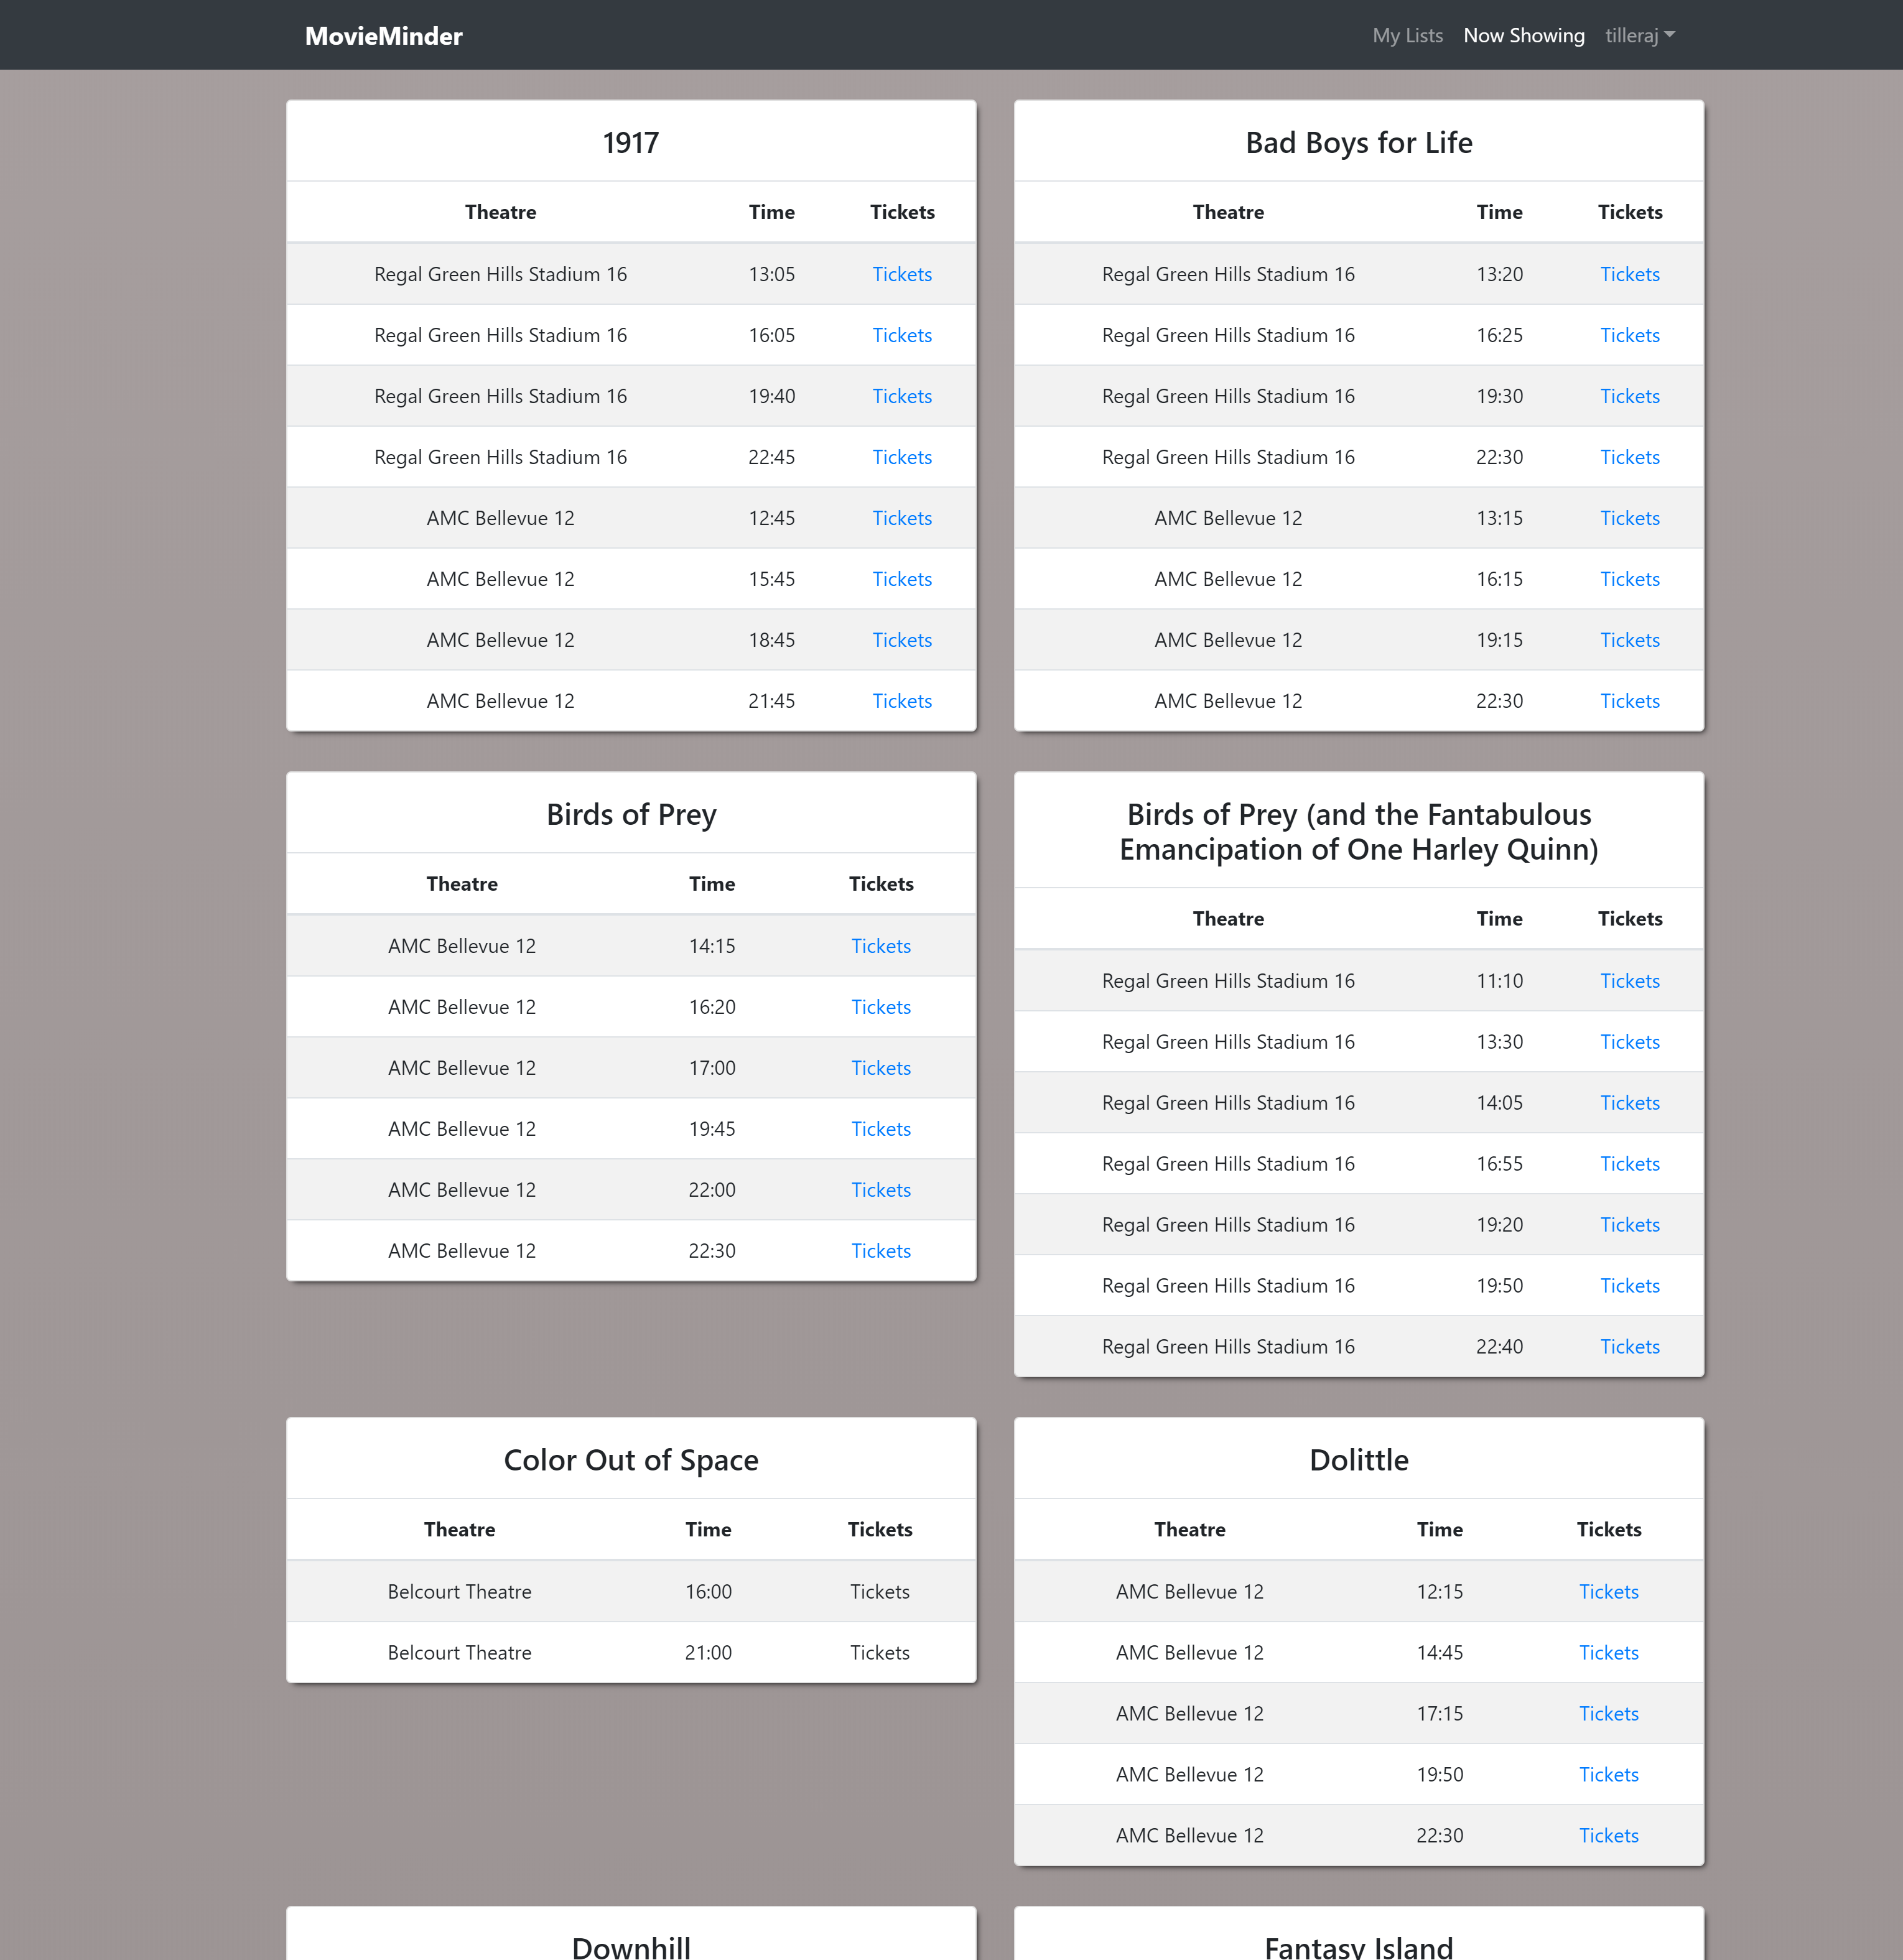 MovieMinder
My Lists Now Showing tilleraj
1917
Theatre Time Tickets
Regal Green Hills Stadium 16 13:05 Tickets
Regal Green Hills Stadium 16 16:05 Tickets
Regal Green Hills Stadium 16 19:40 Tickets
Regal Green Hills Stadium 16 22:45 Tickets
AMC Bellevue 12 12:45 Tickets
AMC Bellevue 12 15:45 Tickets
AMC Bellevue 12 18:45 Tickets
AMC Bellevue 12 21:45 Tickets
Bad Boys for Life
Theatre Time Tickets
Regal Green Hills Stadium 16 13:20 Tickets
Regal Green Hills Stadium 16 16:25 Tickets
Regal Green Hills Stadium 16 19:30 Tickets
Regal Green Hills Stadium 16 22:30 Tickets
AMC Bellevue 12 13:15 Tickets
AMC Bellevue 12 16:15 Tickets
AMC Bellevue 12 19:15 Tickets
AMC Bellevue 12 22:30 Tickets
Birds of Prey
Theatre Time Tickets
AMC Bellevue 12 14:15 Tickets
AMC Bellevue 12 16:20 Tickets
AMC Bellevue 12 17:00 Tickets
AMC Bellevue 12 19:45 Tickets
AMC Bellevue 12 22:00 Tickets
AMC Bellevue 12 22:30 Tickets
Birds of Prey (and the Fantabulous
Emancipation of One Harley Quinn)
Theatre Time Tickets
Regal Green Hills Stadium 16 11:10 Tickets
Regal Green Hills Stadium 16 13:30 Tickets
Regal Green Hills Stadium 16 14:05 Tickets
Regal Green Hills Stadium 16 16:55 Tickets
Regal Green Hills Stadium 16 19:20 Tickets
Regal Green Hills Stadium 16 19:50 Tickets
Regal Green Hills Stadium 16 22:40 Tickets
Color Out of Space
Theatre Time Tickets
Belcourt Theatre 16:00 Tickets
Belcourt Theatre 21:00 Tickets
Dolittle
Theatre Time Tickets
AMC Bellevue 12 12:15 Tickets
AMC Bellevue 12 14:45 Tickets
AMC Bellevue 12 17:15 Tickets
AMC Bellevue 12 19:50 Tickets
AMC Bellevue 12 22:30 Tickets
Downhill
Fantasy Island